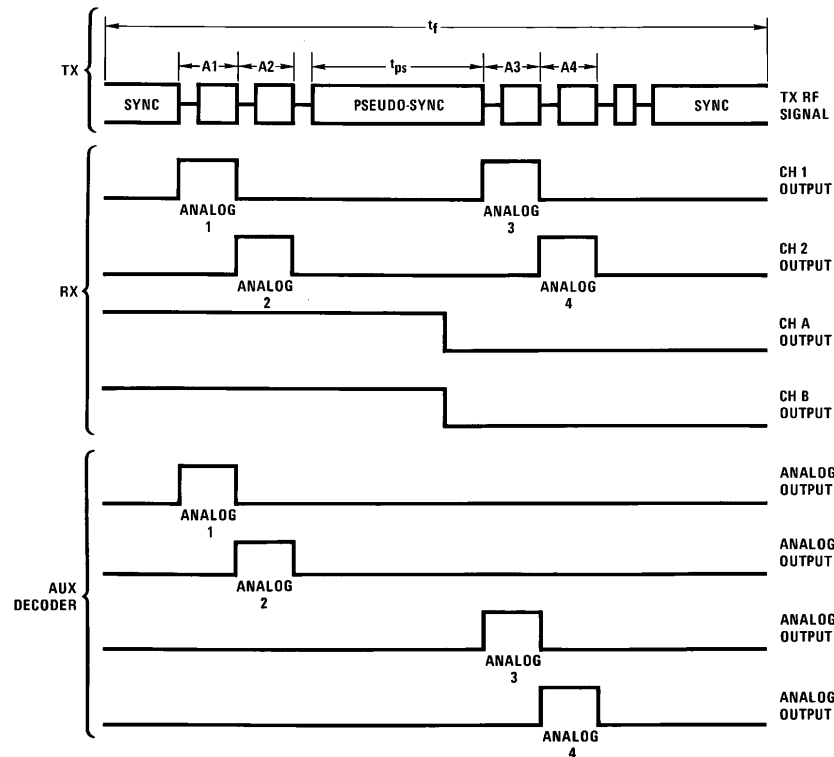 tf
TX
A1
A2
tps
A3
A4
SYNC
PSEUDO-SYNC
SYNC
TX RF
SIGNAL
RX
CH 1
OUTPUT
ANALOG
1
ANALOG
3
CH 2
OUTPUT
ANALOG
2
ANALOG
4
CH A
OUTPUT
CH B
OUTPUT
AUX
DECODER
ANALOG
OUTPUT
ANALOG
1
ANALOG
OUTPUT
ANALOG
2
ANALOG
OUTPUT
ANALOG
3
ANALOG
OUTPUT
ANALOG
4